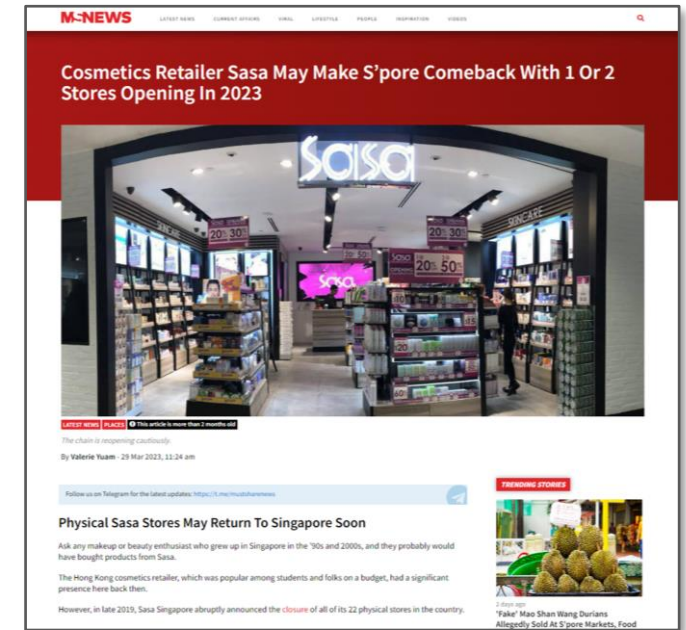 MSNEWS
LATEST NEWS CURRENT AFFAIRS VIRAL LIFESTYLE PEOPLE INSPIRATION VIDEOS
Cosmetics Retailer Sasa May Make S'pore Comeback With 1 Or 2
Stores Opening In 2023
Sasa
SKINCARE
SKINCARE
20% 30%
20% 30%
Sasa
20% 50%
OPENING
Sasa
LATEST NEWS PLACES This article is more than 2 months old
The chain is reopening cautiously.
By Valerie Yuam - 29 Mar 2023, 11:24 am
Follow us on Telegram for the latest updates: https://t.me/mustsharenews
TRENDING STORIES
Physical Sasa Stores May Return To Singapore Soon
Ask any makeup or beauty enthusiast who grew up in Singapore in the '90s and 2000s, and they probably would
have bought products from Sasa.
The Hong Kong cosmetics retailer, which was popular among students and folks on a budget, had a significant
presence here back then.
However, in late 2019, Sasa Singapore abruptly announced the closure of all of its 22 physical stores in the country.
2 days ago
'Fake' Mao Shan Wang Durians
Allegedly Sold At S'pore Markets, Food